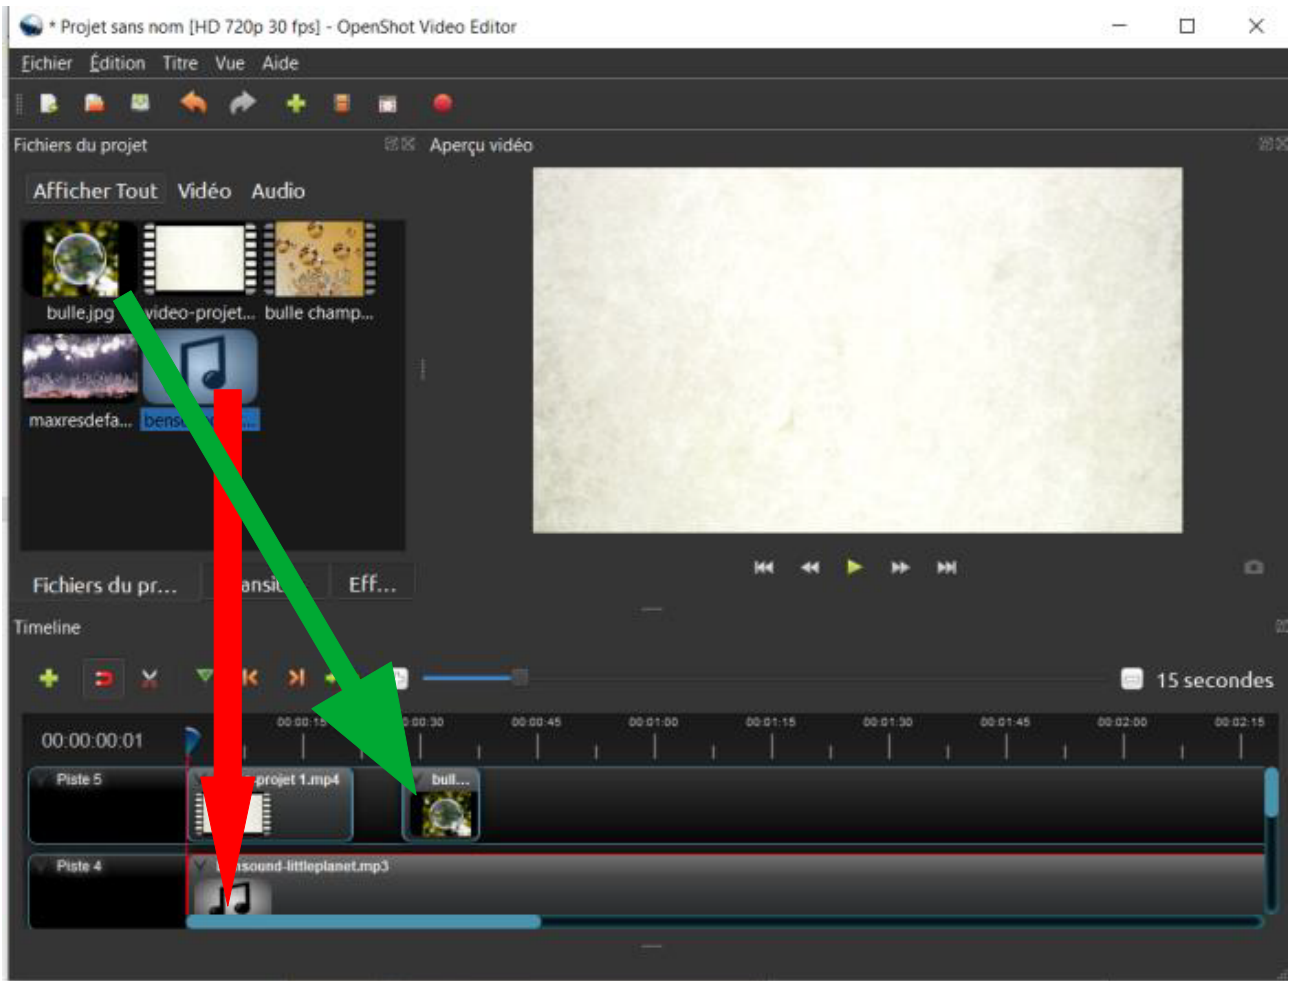 * Projet sans nom [HD 720p 30 fps] - OpenShot Video Editor
Fichier Édition Titre Vue Aide
Fichiers du projet
Aperçu vidéo
Afficher Tout Vidéo Audio
bulle.jpg video-projet... bulle champ...
maxresdefa...
Fichiers du pr... Eff...
Timeline
15 secondes
00:00:00:01
00:00:15 00:00:30 00:00:45 00:01:00 00:01:15 00:01:30 00:01:45 00:02:00 00:02:15
Piste 5
projet 1.mp4
bull...
Piste 4
bensound-littleplanet.mp3